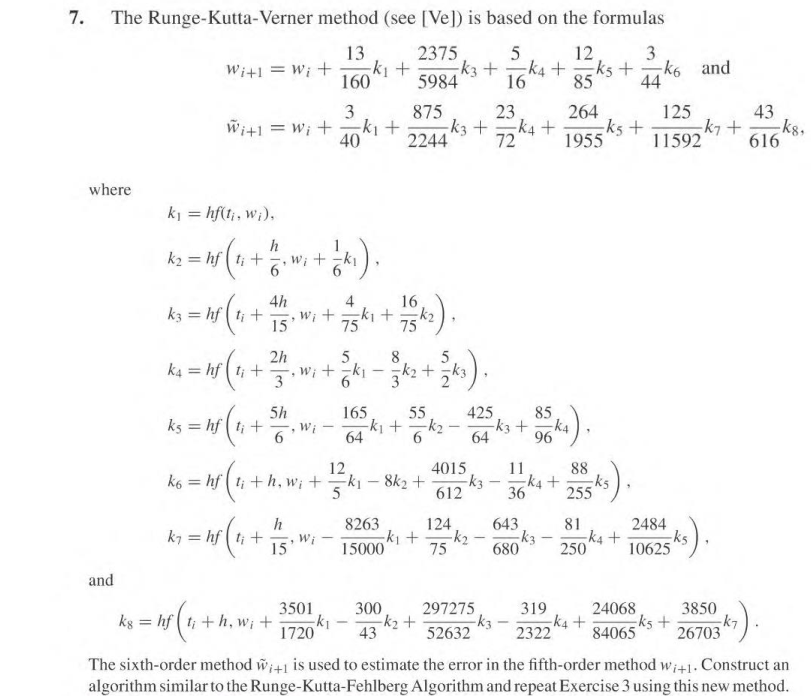 7. The Runge-Kutta-Verner method (see [Ve]) is based on the formulas
w_{i+1} = w_i + \frac{13}{160}k_1 + \frac{2375}{5984}k_3 + \frac{5}{16}k_4 + \frac{12}{85}k_5 + \frac{3}{44}k_6 and
\tilde{w}_{i+1} = w_i + \frac{3}{40}k_1 + \frac{875}{2244}k_3 + \frac{23}{72}k_4 + \frac{264}{1955}k_5 + \frac{125}{11592}k_7 + \frac{43}{616}k_8,
where
k_1 = hf(t_i, w_i),
k_2 = hf\left(t_i + \frac{h}{6}, w_i + \frac{1}{6}k_1\right),
k_3 = hf\left(t_i + \frac{4h}{15}, w_i + \frac{4}{75}k_1 + \frac{16}{75}k_2\right),
k_4 = hf\left(t_i + \frac{2h}{3}, w_i + \frac{5}{6}k_1 - \frac{8}{3}k_2 + \frac{5}{2}k_3\right),
k_5 = hf\left(t_i + \frac{5h}{6}, w_i - \frac{165}{64}k_1 + \frac{55}{6}k_2 - \frac{425}{64}k_3 + \frac{85}{96}k_4\right),
k_6 = hf\left(t_i + h, w_i + \frac{12}{5}k_1 - 8k_2 + \frac{4015}{612}k_3 - \frac{11}{36}k_4 + \frac{88}{255}k_5\right),
k_7 = hf\left(t_i + \frac{h}{15}, w_i - \frac{8263}{15000}k_1 + \frac{124}{75}k_2 - \frac{643}{680}k_3 - \frac{81}{250}k_4 + \frac{2484}{10625}k_5\right),
and
k_8 = hf\left(t_i + h, w_i + \frac{3501}{1720}k_1 - \frac{300}{43}k_2 + \frac{297275}{52632}k_3 - \frac{319}{2322}k_4 + \frac{24068}{84065}k_5 + \frac{3850}{26703}k_7\right).
The sixth-order method \tilde{w}_{i+1} is used to estimate the error in the fifth-order method w_{i+1}. Construct an
algorithm similar to the Runge-Kutta-Fehlberg Algorithm and repeat Exercise 3 using this new method.